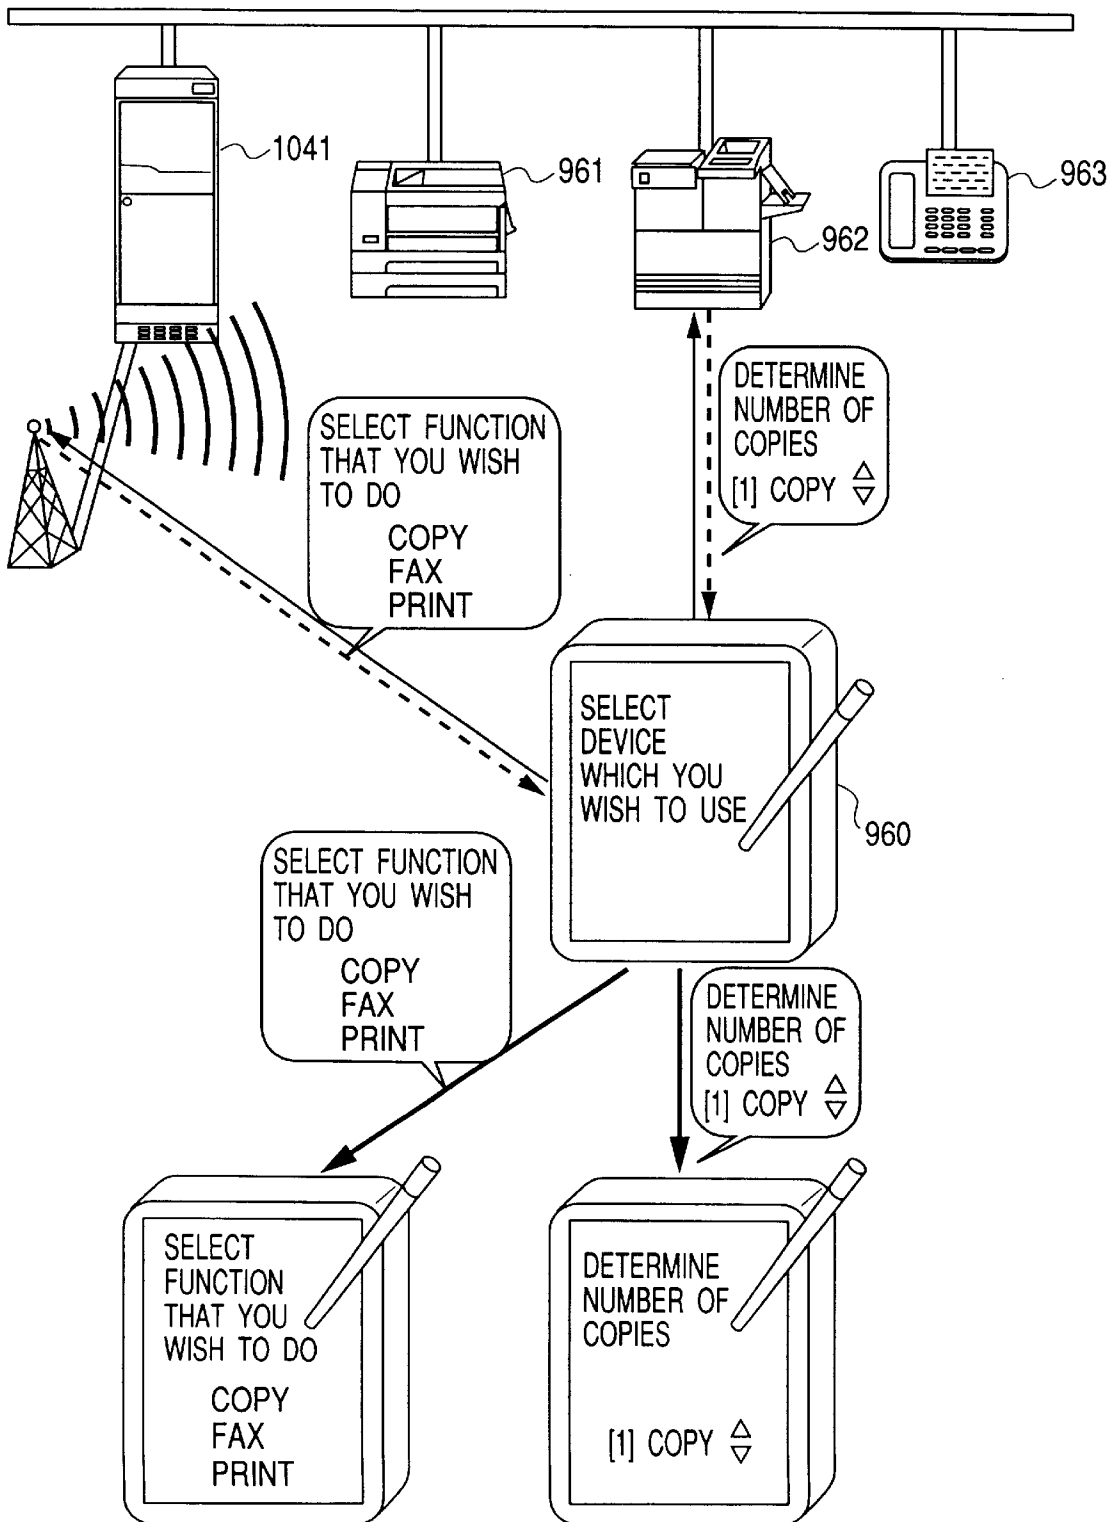 1041
961
962
963
DETERMINE
NUMBER OF
COPIES
[1] COPY △▽
SELECT FUNCTION
THAT YOU WISH
TO DO
COPY
FAX
PRINT
SELECT
DEVICE
WHICH YOU
WISH TO USE
960
SELECT FUNCTION
THAT YOU WISH
TO DO
COPY
FAX
PRINT
DETERMINE
NUMBER OF
COPIES
[1] COPY △▽
SELECT
FUNCTION
THAT YOU
WISH TO DO
COPY
FAX
PRINT
DETERMINE
NUMBER OF
COPIES
[1] COPY △▽